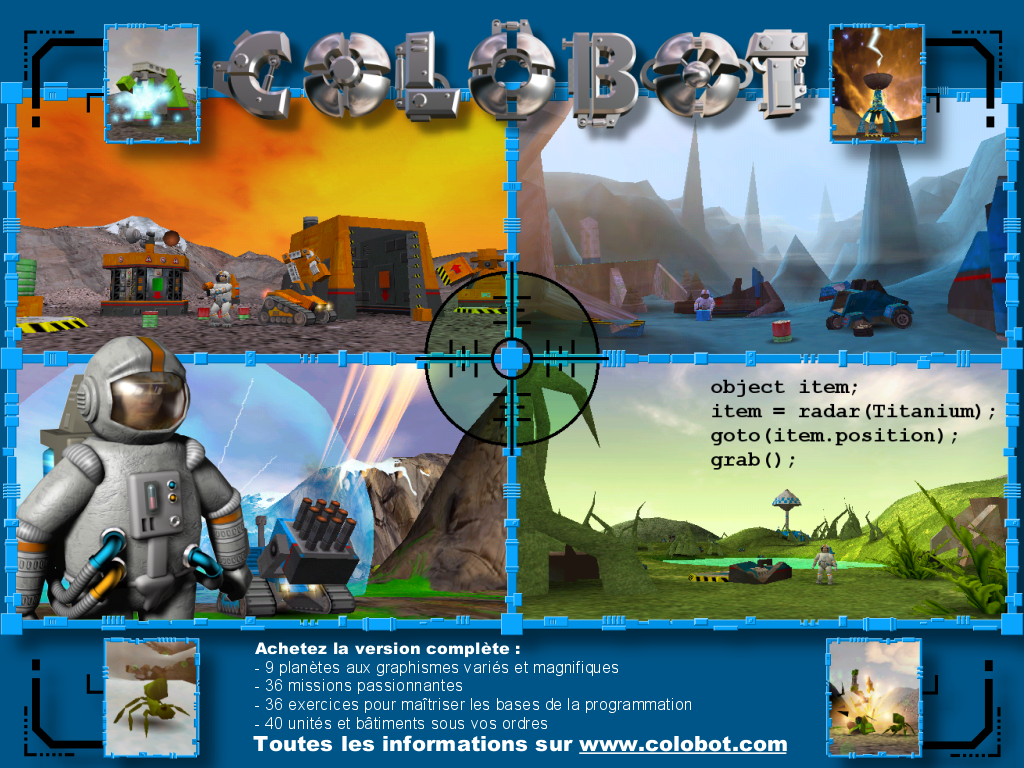 COLOBOT
object item;
item = radar(Titanium);
goto(item.position);
grab();
Achetez la version complète :
- 9 planètes aux graphismes variés et magnifiques
- 36 missions passionnantes
- 36 exercices pour maîtriser les bases de la programmation
- 40 unités et bâtiments sous vos ordres
Toutes les informations sur www.colobot.com